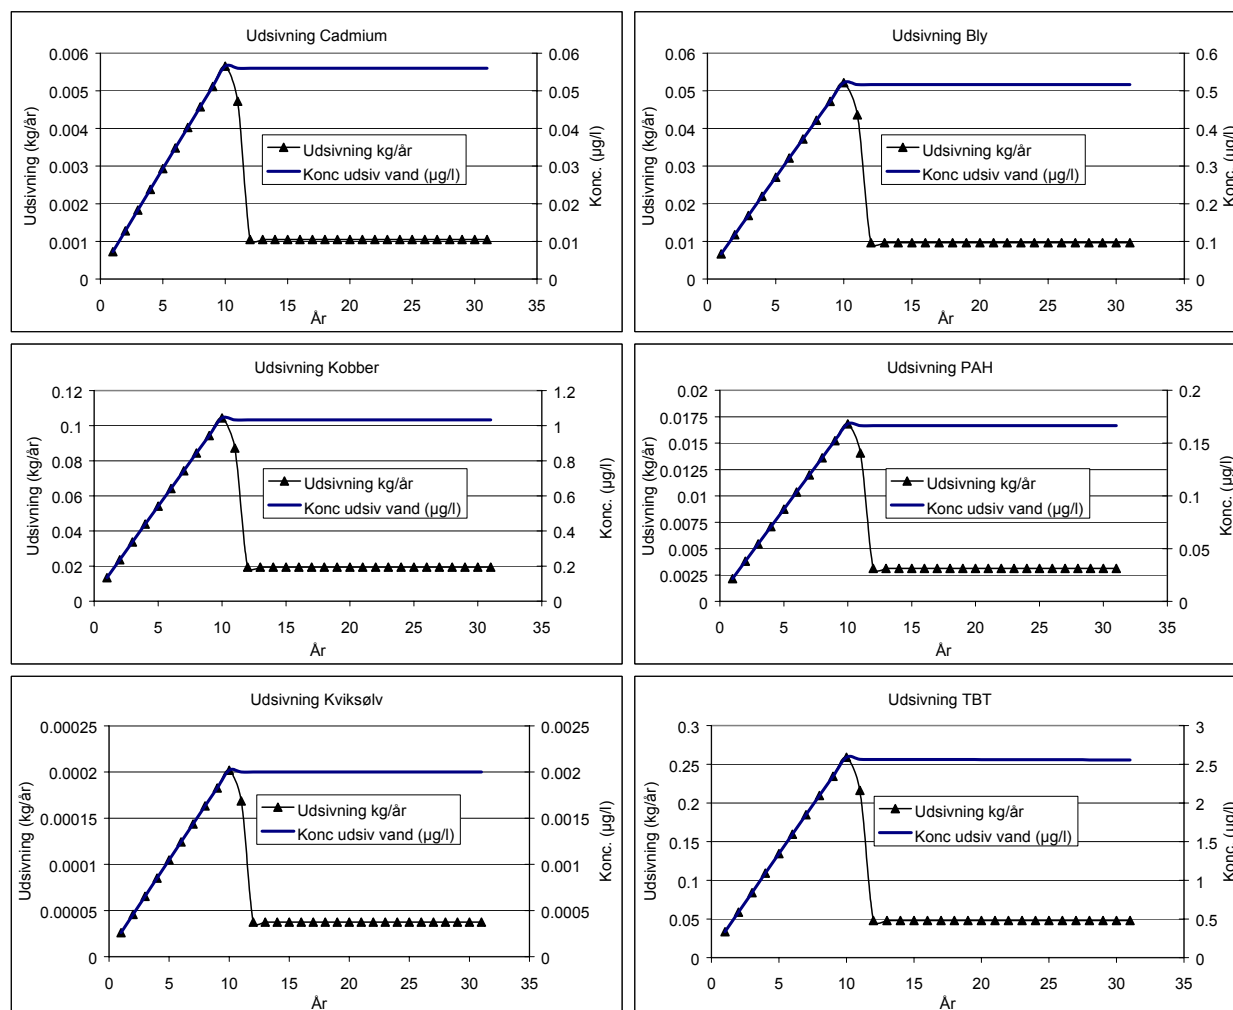 Udsivning Cadmium
Udsivning (kg/år)
0.006
0.005
0.004
0.003
0.002
0.001
0
0.06
0.05
0.04
0.03
0.02
0.01
0
Konc. (µg/l)
Udsivning kg/år
Konc udsiv vand (µg/l)
0 5 10 15 20 25 30 35
År
Udsivning Bly
Udsivning (kg/år)
0.06
0.05
0.04
0.03
0.02
0.01
0
0.6
0.5
0.4
0.3
0.2
0.1
0
Konc. (µg/l)
Udsivning kg/år
Konc udsiv vand (µg/l)
0 5 10 15 20 25 30 35
År
Udsivning Kobber
Udsivning (kg/år)
0.12
0.1
0.08
0.06
0.04
0.02
0
1.2
1
0.8
0.6
0.4
0.2
0
Konc. (µg/l)
Udsivning kg/år
Konc udsiv vand (µg/l)
0 5 10 15 20 25 30 35
År
Udsivning PAH
Udsivning (kg/år)
0.02
0.0175
0.015
0.0125
0.01
0.0075
0.005
0.0025
0
0.2
0.15
0.1
0.05
0
Konc. (µg/l)
Udsivning kg/år
Konc udsiv vand (µg/l)
0 5 10 15 20 25 30 35
År
Udsivning Kviksølv
Udsivning (kg/år)
0.00025
0.0002
0.00015
0.0001
0.00005
0
0.0025
0.002
0.0015
0.001
0.0005
0
Konc. (µg/l)
Udsivning kg/år
Konc udsiv vand (µg/l)
0 5 10 15 20 25 30 35
År
Udsivning TBT
Udsivning (kg/år)
0.3
0.25
0.2
0.15
0.1
0.05
0
3
2.5
2
1.5
1
0.5
0
Konc. (µg/l)
Udsivning kg/år
Konc udsiv vand (µg/l)
0 5 10 15 20 25 30 35
År